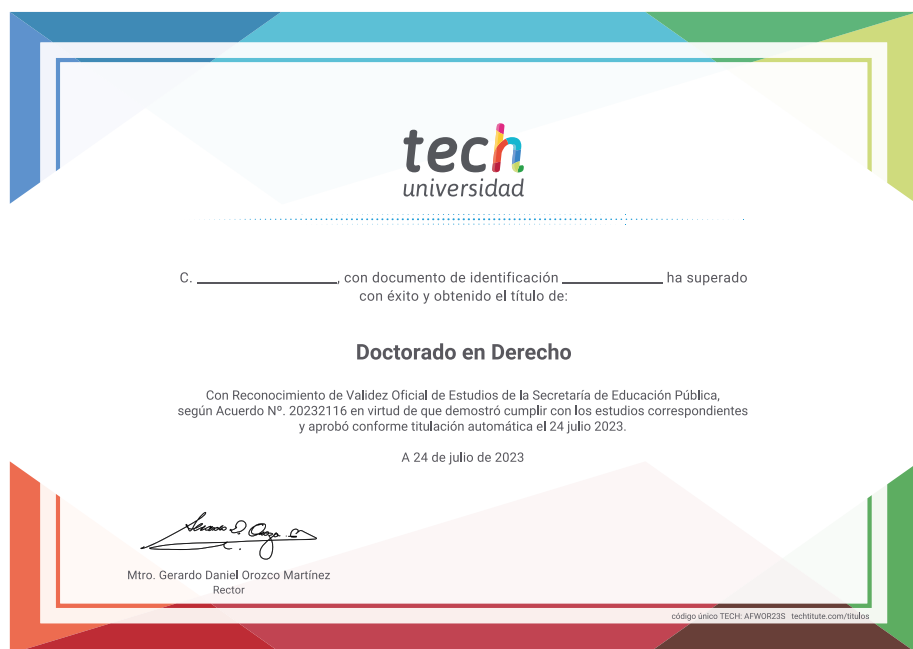 tech
universidad
C. ____________, con documento de identificación ____________ ha superado
con éxito y obtenido el título de:
Doctorado en Derecho
Con Reconocimiento de Validez Oficial de Estudios de la Secretaría de Educación Pública,
según Acuerdo Nº. 20232116 en virtud de que demostró cumplir con los estudios correspondientes
y aprobó conforme titulación automática el 24 julio 2023.
A 24 de julio de 2023
Mtro. Gerardo Daniel Orozco Martínez
Rector
código único TECH: AFWOR23S techtitute.com/titulos